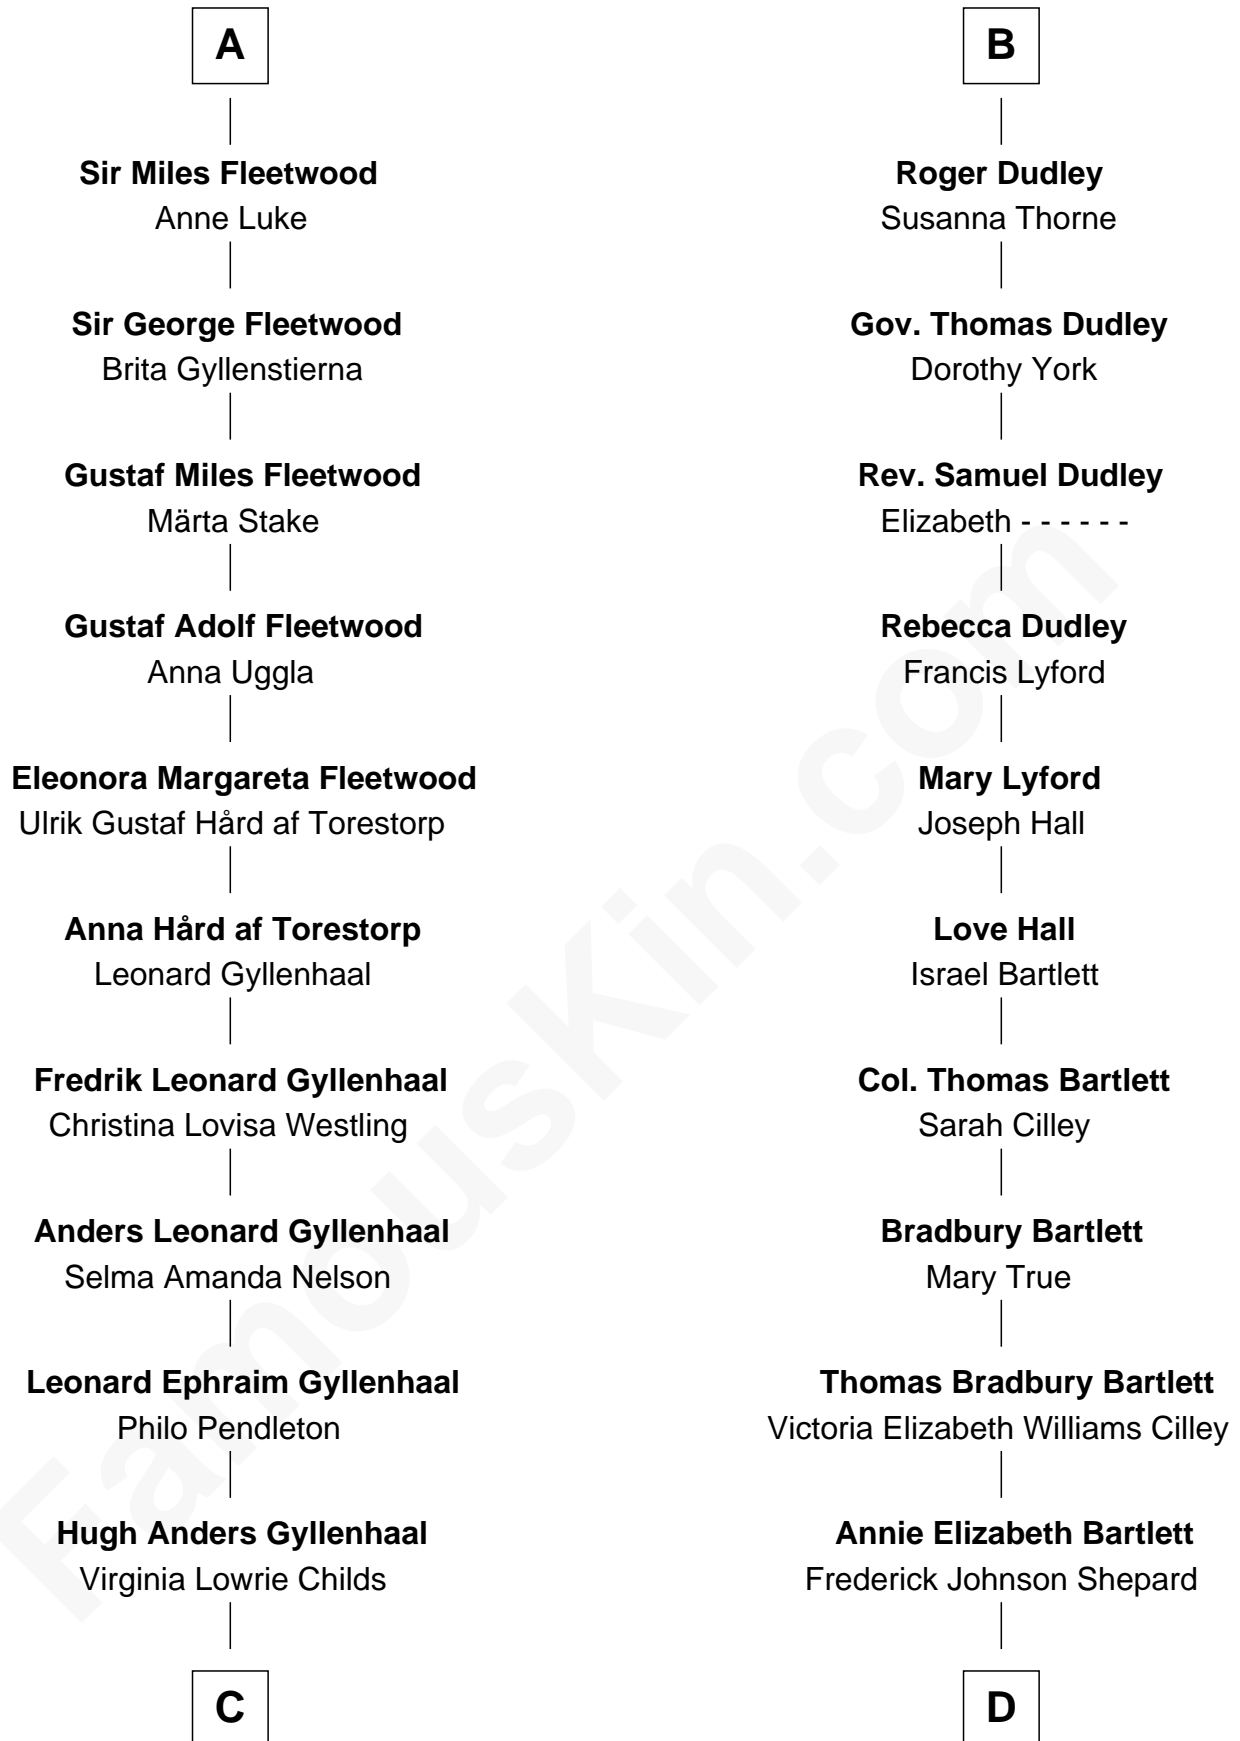 A
Sir Miles Fleetwood
Anne Luke
Sir George Fleetwood
Brita Gyllenstierna
Gustaf Miles Fleetwood
Märta Stake
Gustaf Adolf Fleetwood
Anna Uggla
Eleonora Margareta Fleetwood
Ulrik Gustaf Hård af Torestorp
Anna Hård af Torestorp
Leonard Gyllenhaal
Fredrik Leonard Gyllenhaal
Christina Lovisa Westling
Anders Leonard Gyllenhaal
Selma Amanda Nelson
Leonard Ephraim Gyllenhaal
Philo Pendleton
Hugh Anders Gyllenhaal
Virginia Lowrie Childs
C
B
Roger Dudley
Susanna Thorne
Gov. Thomas Dudley
Dorothy York
Rev. Samuel Dudley
Elizabeth - - - - - -
Rebecca Dudley
Francis Lyford
Mary Lyford
Joseph Hall
Love Hall
Israel Bartlett
Col. Thomas Bartlett
Sarah Cilley
Bradbury Bartlett
Mary True
Thomas Bradbury Bartlett
Victoria Elizabeth Williams Cilley
Annie Elizabeth Bartlett
Frederick Johnson Shepard
D
FamousKin.com